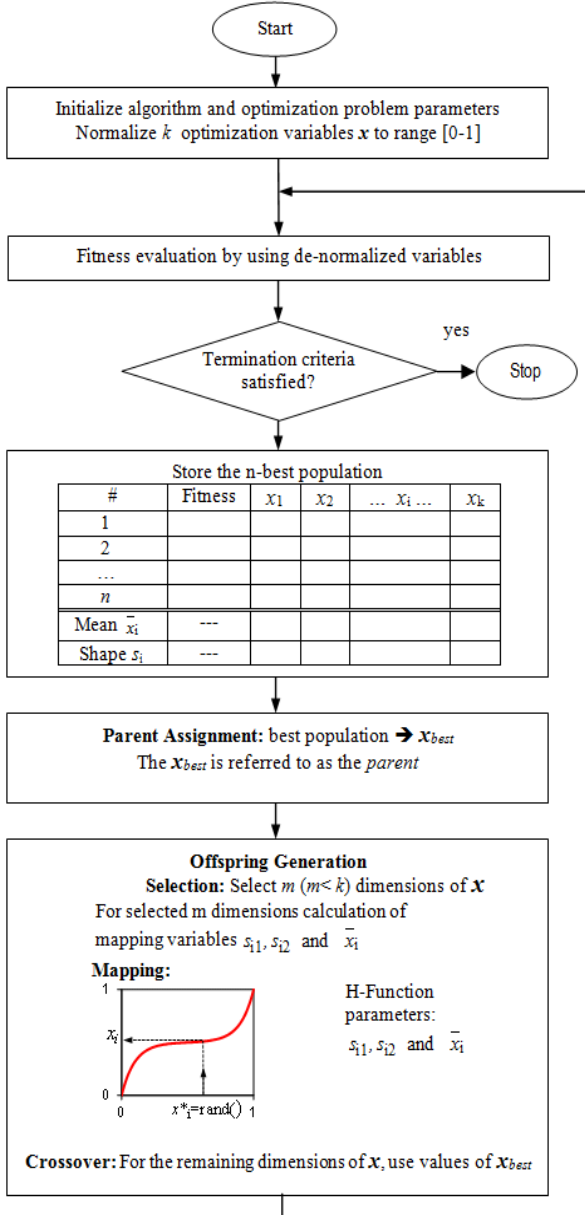 Start
Initialize algorithm and optimization problem parameters
Normalize k optimization variables x to range [0-1]
Fitness evaluation by using de-normalized variables
Termination criteria
satisfied?
yes
Stop
Store the n-best population
# Fitness x1 x2 ... xi ... xk
1
2
...
n
Mean x̄i ---
Shape si ---
Parent Assignment: best population ➔ xbest
The xbest is referred to as the parent
Offspring Generation
Selection: Select m (m< k) dimensions of x
For selected m dimensions calculation of
mapping variables si1, si2 and x̄i
Mapping:
1
xi
0
0 x*i=rand() 1
H-Function
parameters:
si1, si2 and x̄i
Crossover: For the remaining dimensions of x, use values of xbest